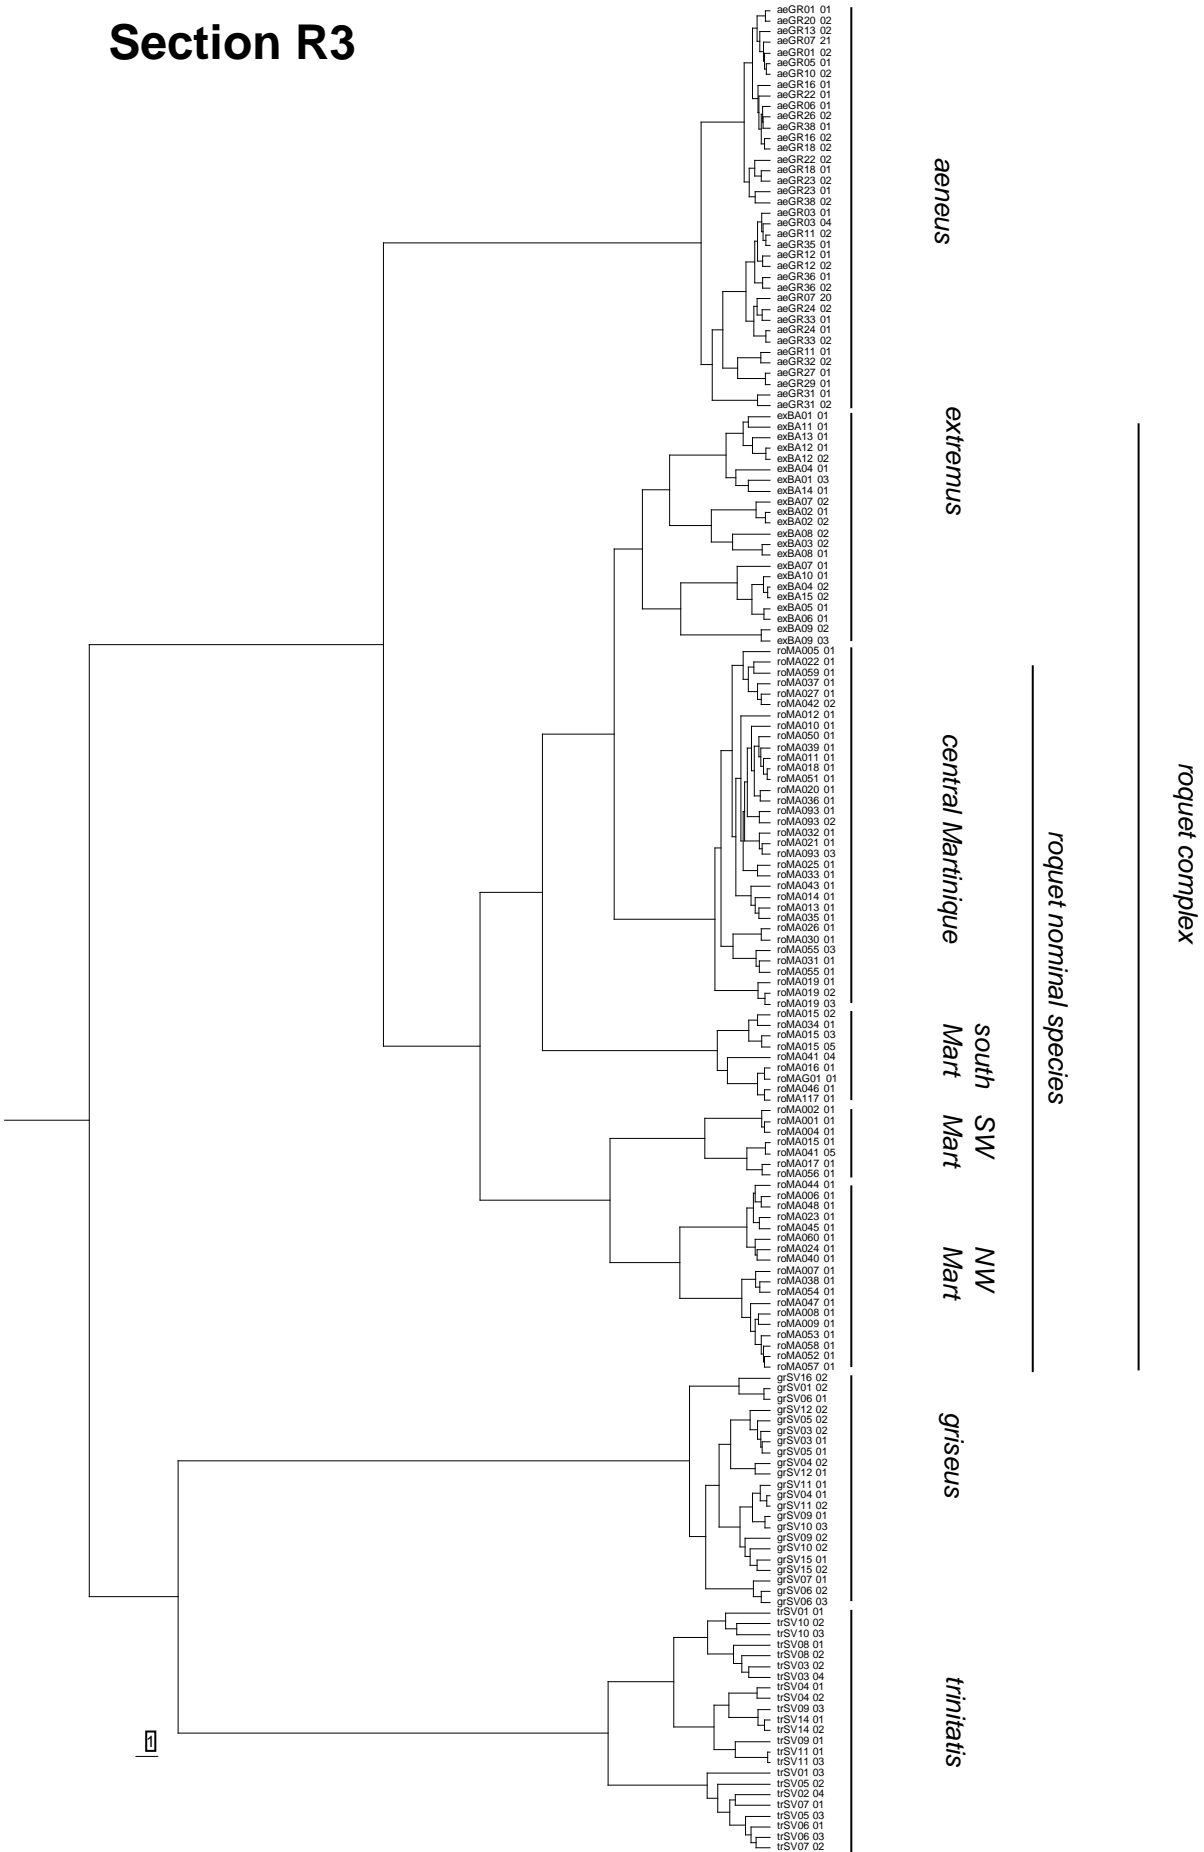 Section R3
aeGR01 01
aeGR20 02
aeGR13 02
aeGR07 21
aeGR01 02
aeGR05 01
aeGR10 02
aeGR16 01
aeGR22 01
aeGR06 01
aeGR26 02
aeGR38 01
aeGR16 02
aeGR18 02
aeGR22 02
aeGR18 01
aeGR23 02
aeGR23 01
aeGR38 02
aeGR03 01
aeGR03 04
aeGR11 02
aeGR35 01
aeGR12 01
aeGR12 02
aeGR36 01
aeGR36 02
aeGR07 20
aeGR24 02
aeGR33 01
aeGR24 01
aeGR33 02
aeGR11 01
aeGR32 02
aeGR27 01
aeGR29 01
aeGR31 01
aeGR31 02
exBA01 01
exBA11 01
exBA13 01
exBA12 01
exBA12 02
exBA04 01
exBA01 03
exBA14 01
exBA07 02
exBA02 01
exBA02 02
exBA08 02
exBA03 02
exBA08 01
exBA07 01
exBA10 01
exBA04 02
exBA15 02
exBA05 01
exBA06 01
exBA09 02
exBA09 03
roMA005 01
roMA022 01
roMA059 01
roMA037 01
roMA027 01
roMA042 02
roMA012 01
roMA010 01
roMA050 01
roMA039 01
roMA011 01
roMA018 01
roMA051 01
roMA020 01
roMA036 01
roMA093 01
roMA093 02
roMA032 01
roMA021 01
roMA093 03
roMA025 01
roMA033 01
roMA043 01
roMA014 01
roMA013 01
roMA035 01
roMA026 01
roMA030 01
roMA055 03
roMA031 01
roMA055 01
roMA019 01
roMA019 02
roMA019 03
roMA015 02
roMA034 01
roMA015 03
roMA015 05
roMA041 04
roMA016 01
roMAG01 01
roMA046 01
roMA117 01
roMA002 01
roMA001 01
roMA004 01
roMA015 01
roMA041 05
roMA017 01
roMA056 01
roMA044 01
roMA006 01
roMA048 01
roMA023 01
roMA045 01
roMA060 01
roMA024 01
roMA040 01
roMA007 01
roMA038 01
roMA054 01
roMA047 01
roMA008 01
roMA009 01
roMA053 01
roMA058 01
roMA052 01
roMA057 01
grSV16 02
grSV01 02
grSV06 01
grSV12 02
grSV05 02
grSV03 02
grSV03 01
grSV05 01
grSV04 02
grSV12 01
grSV11 01
grSV04 01
grSV11 02
grSV09 01
grSV10 03
grSV09 02
grSV10 02
grSV15 01
grSV15 02
grSV07 01
grSV06 02
grSV06 03
trSV01 01
trSV10 02
trSV10 03
trSV08 01
trSV08 02
trSV03 02
trSV03 04
trSV04 01
trSV04 02
trSV09 03
trSV14 01
trSV14 02
trSV09 01
trSV11 01
trSV11 03
trSV01 03
trSV05 02
trSV02 04
trSV07 01
trSV05 03
trSV06 01
trSV06 03
trSV07 02
aeneus
extremus
central Martinique
south
Mart
SW
Mart
NW
Mart
griseus
trinitatis
roquet nominal species
roquet complex
1